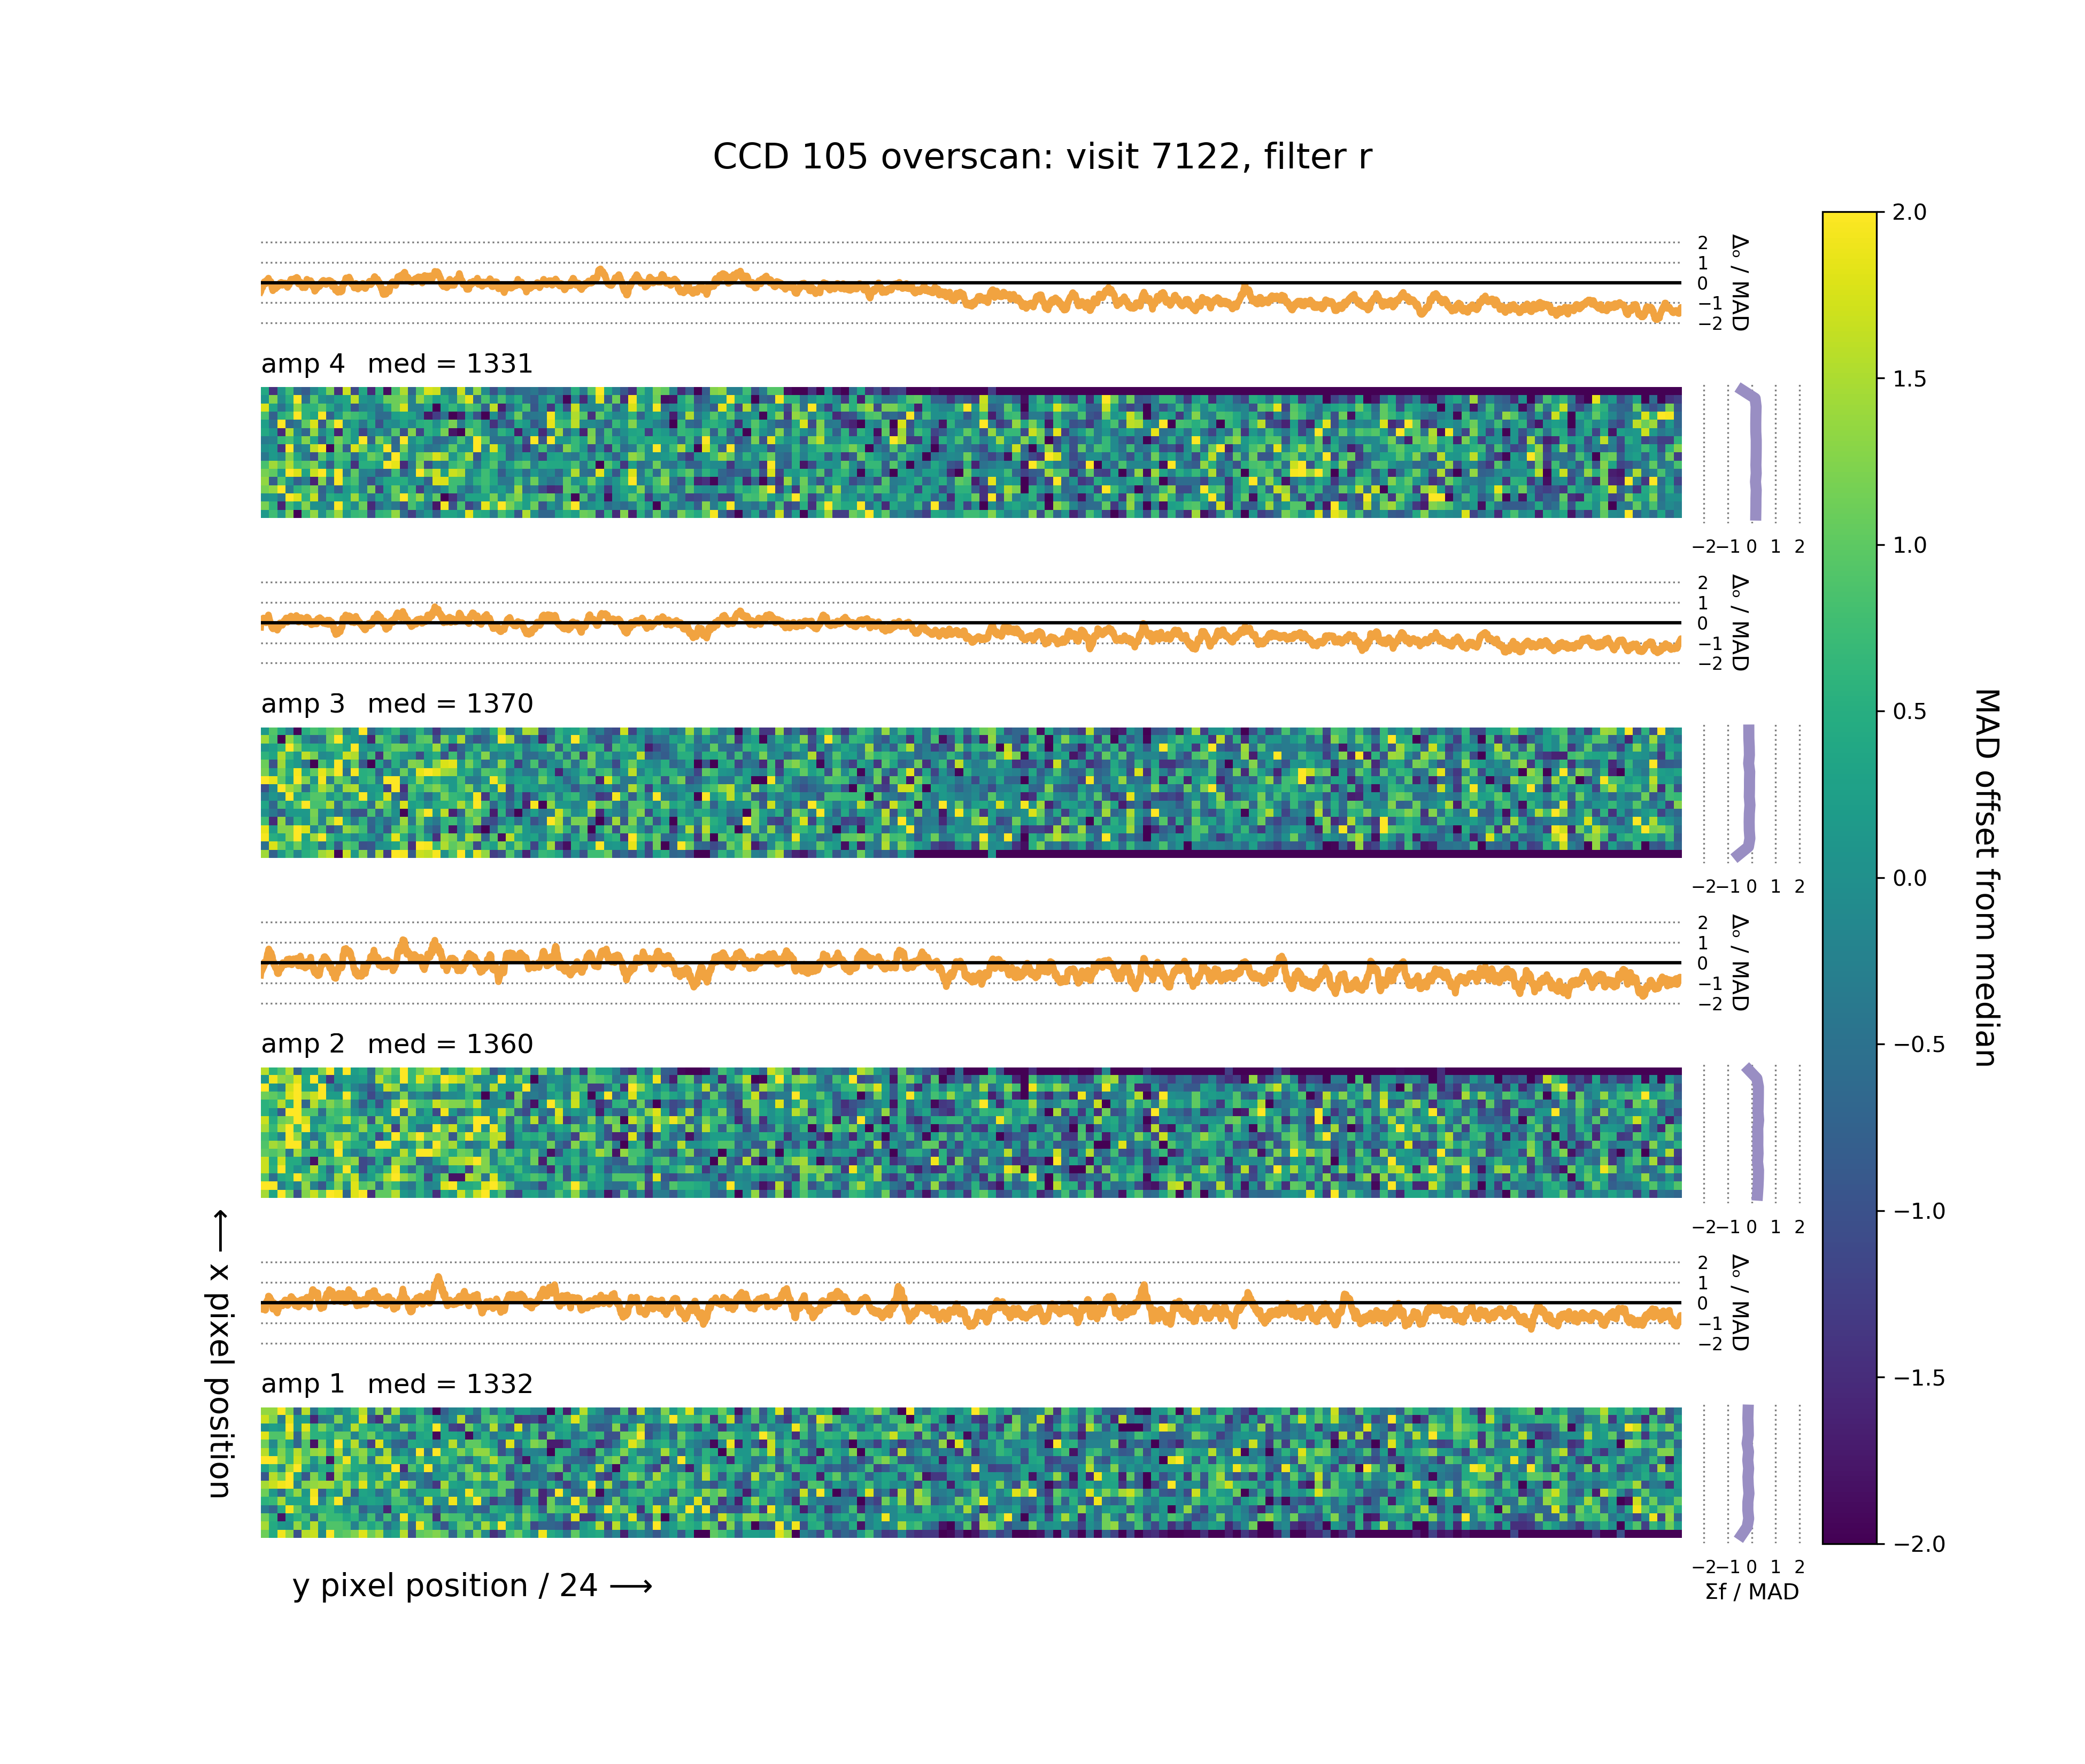 CCD 105 overscan: visit 7122, filter r
2
1
0
−1
−2
Δₒ / MAD
amp 4 med = 1331
−2 −1 0 1 2
2
1
0
−1
−2
Δₒ / MAD
amp 3 med = 1370
−2 −1 0 1 2
2
1
0
−1
−2
Δₒ / MAD
amp 2 med = 1360
−2 −1 0 1 2
2
1
0
−1
−2
Δₒ / MAD
amp 1 med = 1332
−2 −1 0 1 2
Σf / MAD
⟵ x pixel position
y pixel position / 24 ⟶
2.0
1.5
1.0
0.5
0.0
−0.5
−1.0
−1.5
−2.0
MAD offset from median